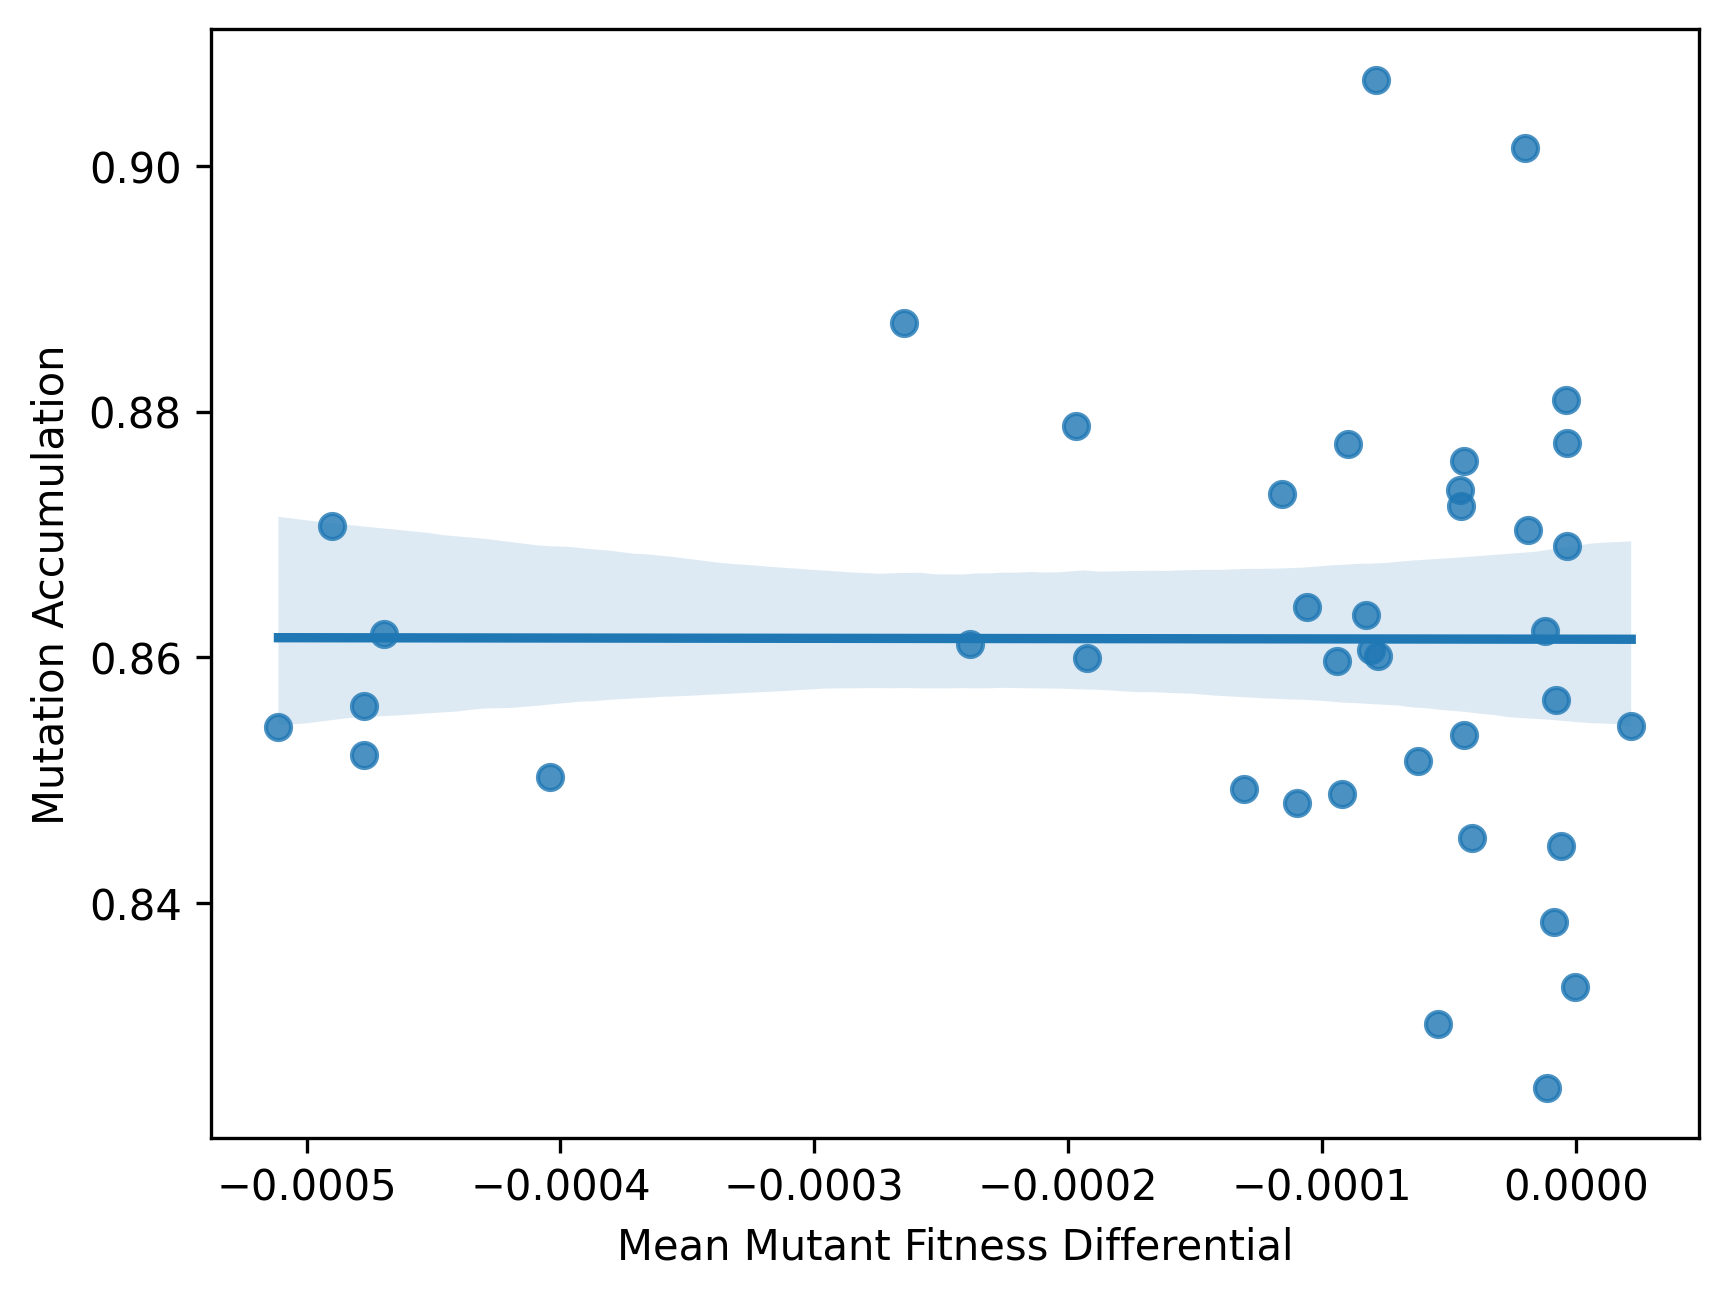 0.90
0.88
0.86
0.84
Mutation Accumulation
−0.0005 −0.0004 −0.0003 −0.0002 −0.0001 0.0000
Mean Mutant Fitness Differential